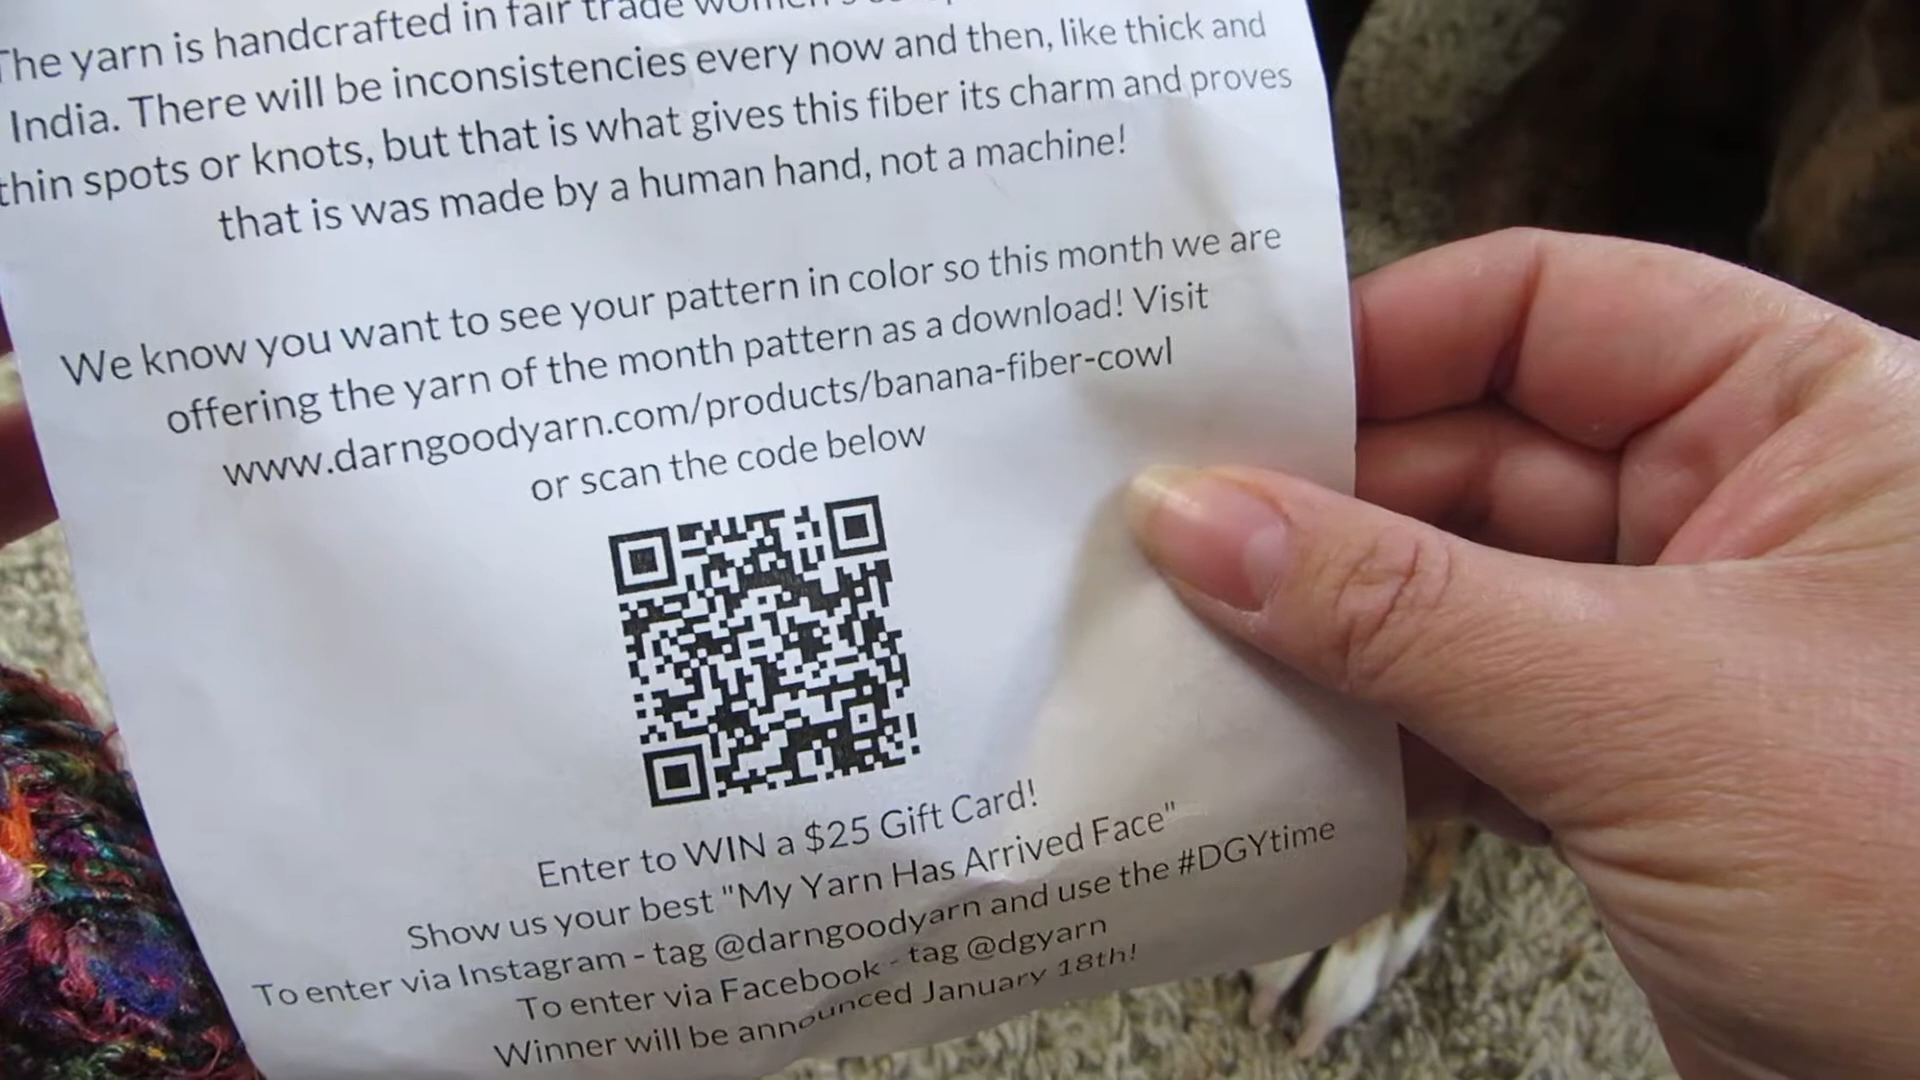 The yarn is handcrafted in fair trade women's
India. There will be inconsistencies every now and then, like thick and
thin spots or knots, but that is what gives this fiber its charm and proves
that is was made by a human hand, not a machine!
We know you want to see your pattern in color so this month we are
offering the yarn of the month pattern as a download! Visit
www.darngoodyarn.com/products/banana-fiber-cowl
or scan the code below
Enter to WIN a $25 Gift Card!
Show us your best "My Yarn Has Arrived Face"
To enter via Instagram - tag @darngoodyarn and use the #DGYtime
To enter via Facebook - tag @dgyarn
Winner will be announced January 18th!